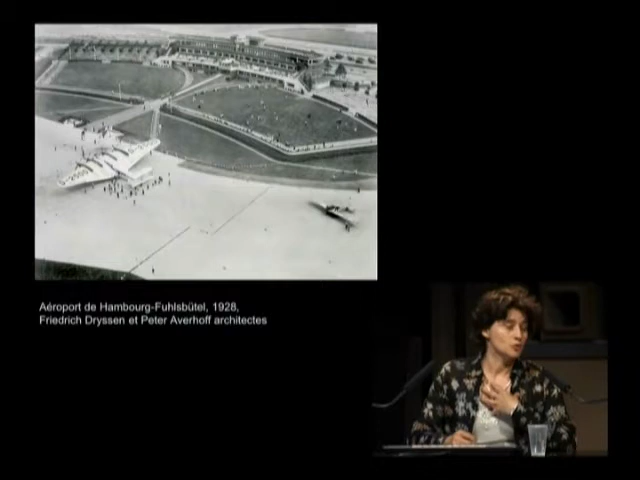 Aéroport de Hambourg-Fuhlsbütel, 1928,
Friedrich Dryssen et Peter Averhoff architectes